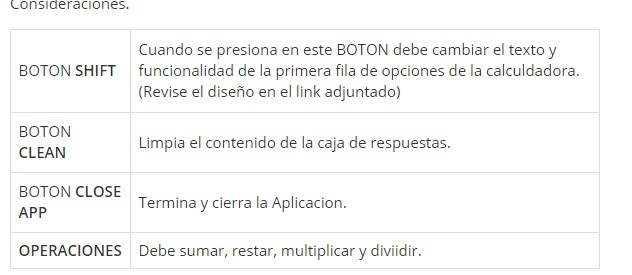 Consideraciones.
Cuando se presiona en este BOTON debe cambiar el texto y
BOTON SHIFT funcionalidad de la primera fila de opciones de la calculdadora.
(Revise el diseño en el link adjuntado)
BOTON
CLEAN
Limpia el contenido de la caja de respuestas.
BOTON CLOSE
APP
Termina y cierra la Aplicacion.
OPERACIONES Debe sumar, restar, multiplicar y diviidir.